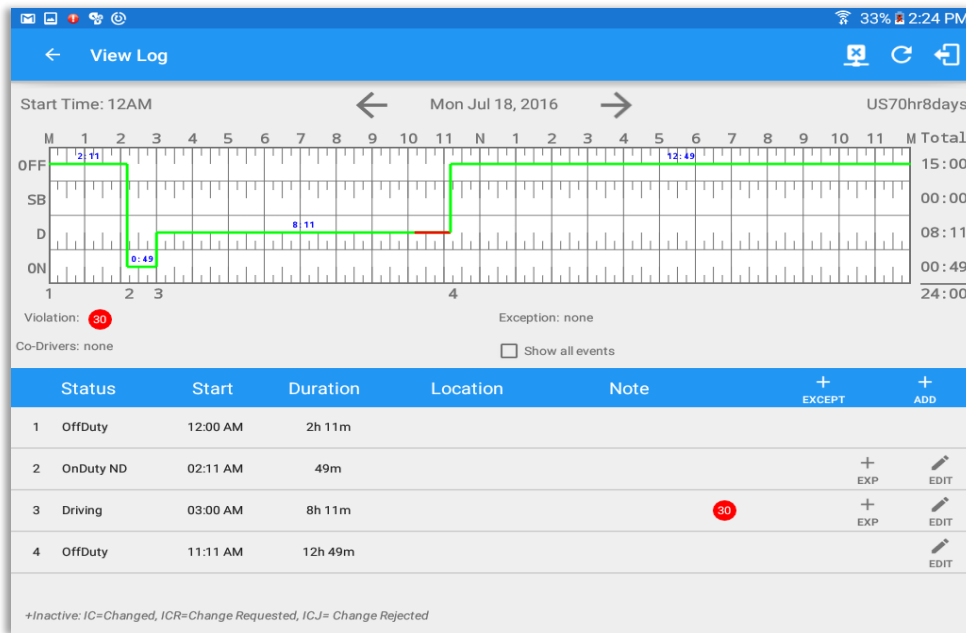 33% 2:24 PM
View Log
Start Time: 12AM Mon Jul 18, 2016 US70hr8days
M 1 2 3 4 5 6 7 8 9 10 11 N 1 2 3 4 5 6 7 8 9 10 11 M Total
OFF 2:11 12:49 15:00
SB 00:00
D 8:11 08:11
ON 0:49 00:49
1 2 3 4 24:00
Violation: 30 Exception: none
Co-Drivers: none Show all events
Status Start Duration Location Note + EXCEPT + ADD
1 OffDuty 12:00 AM 2h 11m
2 OnDuty ND 02:11 AM 49m + EXP EDIT
3 Driving 03:00 AM 8h 11m 30 + EXP EDIT
4 OffDuty 11:11 AM 12h 49m EDIT
+Inactive: IC=Changed, ICR=Change Requested, ICJ= Change Rejected